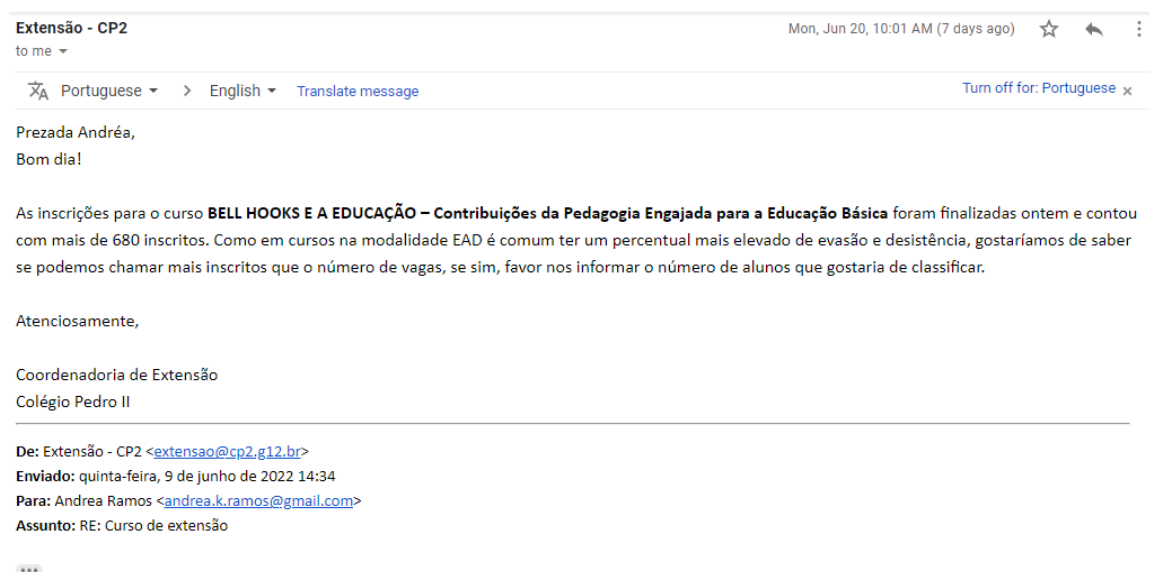 Extensão - CP2
Mon, Jun 20, 10:01 AM (7 days ago)
to me
Portuguese > English Translate message
Turn off for: Portuguese x
Prezada Andréa,
Bom dia!
As inscrições para o curso BELL HOOKS E A EDUCAÇÃO – Contribuições da Pedagogia Engajada para a Educação Básica foram finalizadas ontem e contou
com mais de 680 inscritos. Como em cursos na modalidade EAD é comum ter um percentual mais elevado de evasão e desistência, gostaríamos de saber
se podemos chamar mais inscritos que o número de vagas, se sim, favor nos informar o número de alunos que gostaria de classificar.
Atenciosamente,
Coordenadoria de Extensão
Colégio Pedro II
De: Extensão - CP2 <extensao@cp2.g12.br>
Enviado: quinta-feira, 9 de junho de 2022 14:34
Para: Andrea Ramos <andrea.k.ramos@gmail.com>
Assunto: RE: Curso de extensão